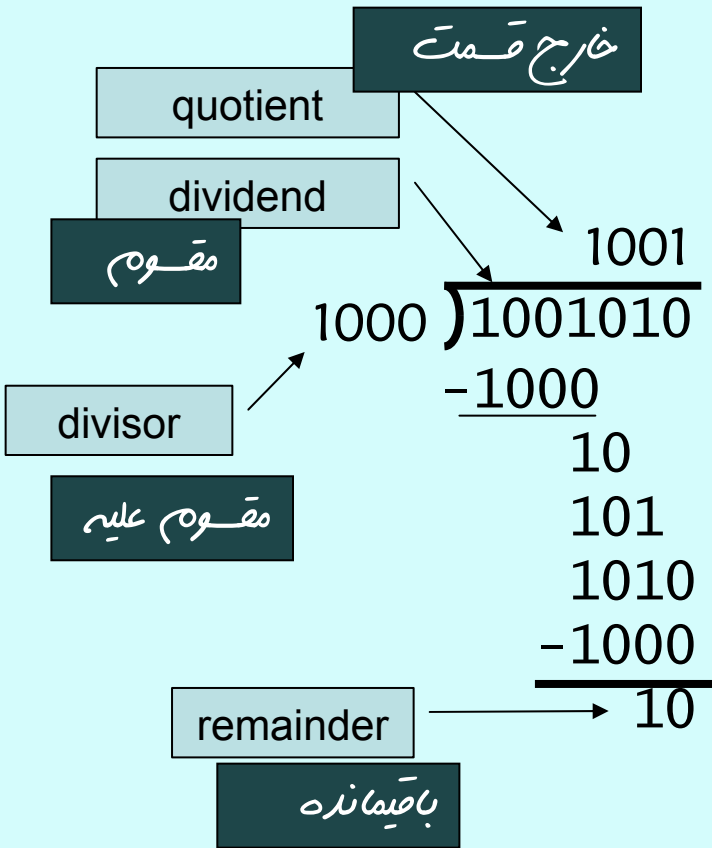 خارج قسمت
quotient
dividend
مقسوم
1001
1000 )1001010
-1000
divisor
10
مقسوم علیه
101
1010
-1000
remainder
10
باقیمانده